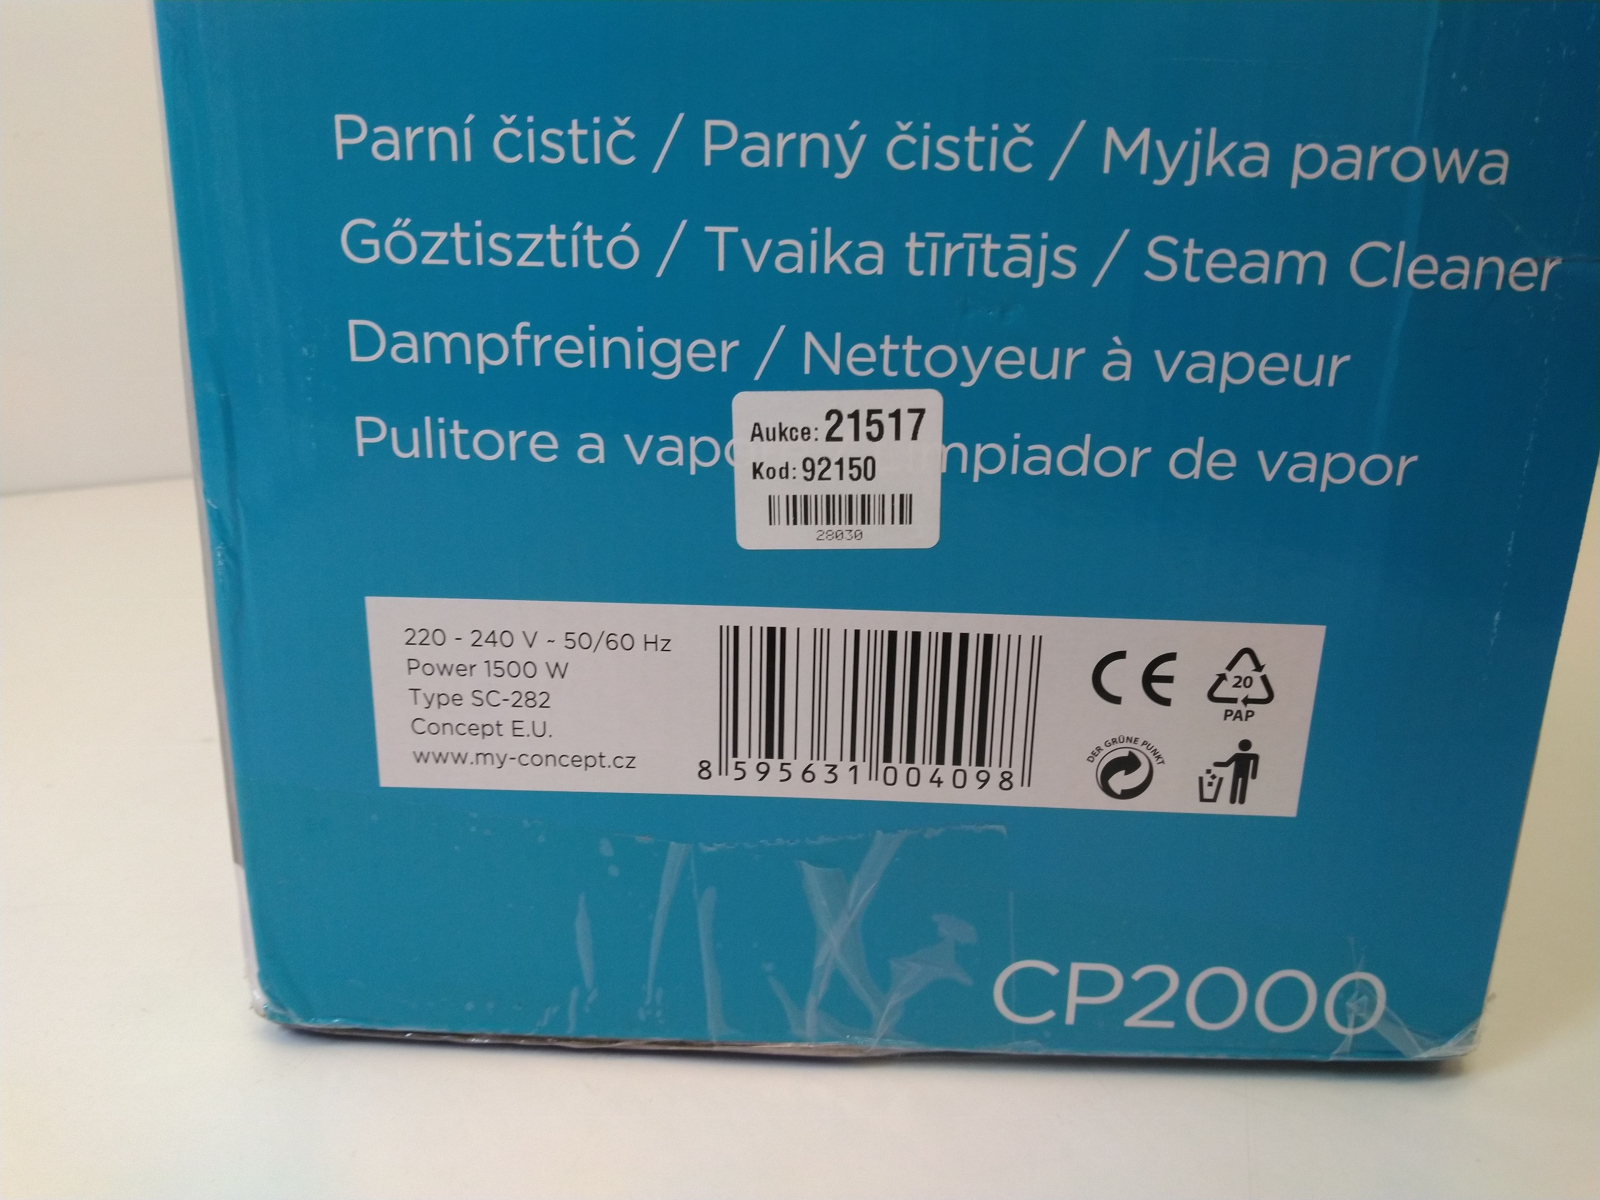 Parní čistič / Parný čistič / Myjka parowa
Gőztisztító / Tvaika tīrītājs / Steam Cleaner
Dampfreiniger / Nettoyeur à vapeur
Pulitore a de vapor
Aukce: 21517
Kod: 92150
28030
220 - 240 V ~ 50/60 Hz
Power 1500 W
Type SC-282
Concept E.U.
www.my-concept.cz
8 595631 004098
CE
20
PAP
DER GRÜNE PUNKT
CP2000